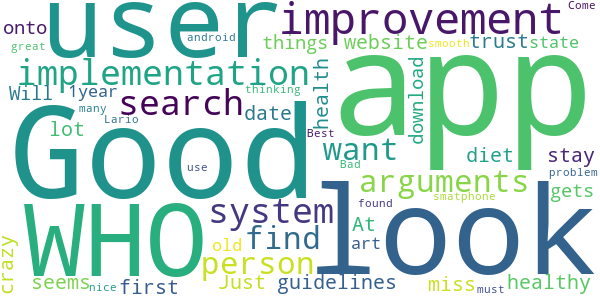 user
improvement
Come
onto
great
android
things
website
trust
state
smooth
app
implementation
health
download
thinking
Will
1year
search
many
Lario
date
Good
lot
want
Best
Bad
diet
stay
problem
use
look
arguments
gets
WHO
system
found
smatphone
At
art
find
old
person
crazy
seems
nice
first
Just
guidelines
miss
must
healthy